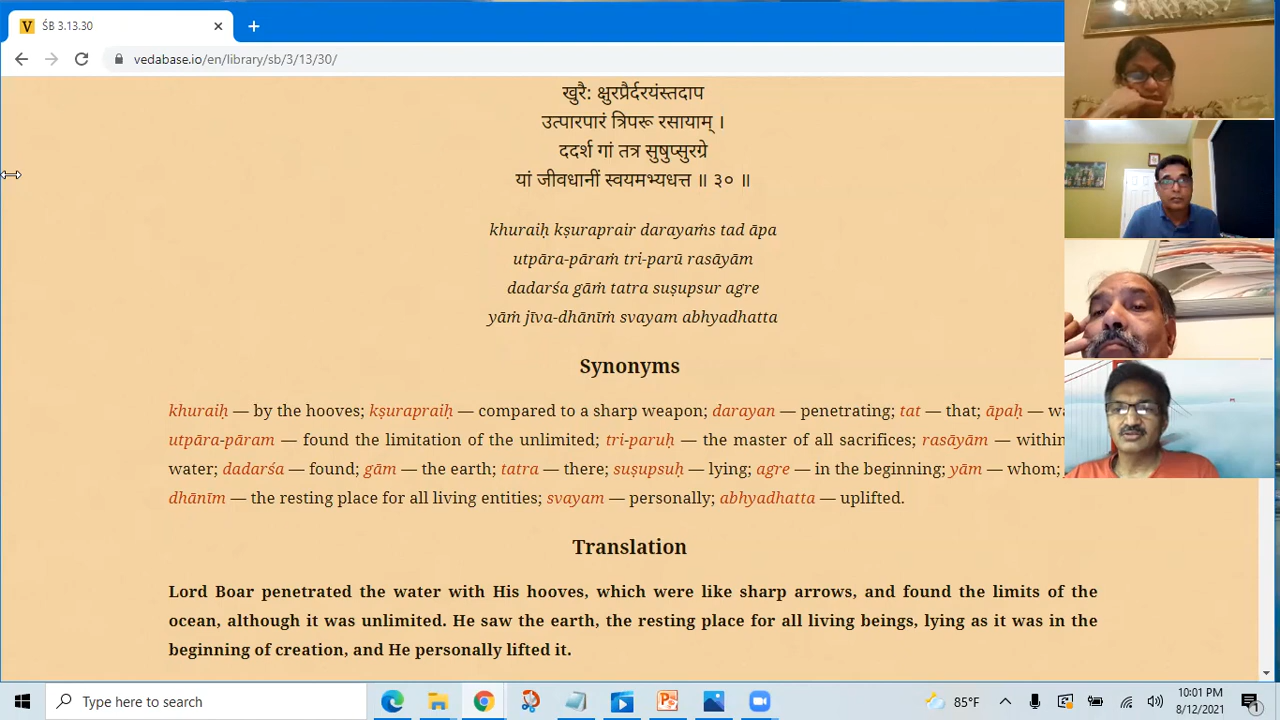 ŚB 3.13.30
vedabase.io/en/library/sb/3/13/30/
खुरै: क्षुरप्रैर्दरयंस्तदाप
उत्पारपारं त्रिपरू रसायाम् ।
ददर्श गां तत्र सुषुप्सुरग्रे
यां जीवधानीं स्वयमभ्यधत्त ॥ ३० ॥
khuraiḥ kṣuraprair darayaṁs tad āpa
utpāra-pāraṁ tri-parū rasāyām
dadarśa gāṁ tatra suṣupsur agre
yāṁ jīva-dhānīṁ svayam abhyadhatta
Synonyms
khuraiḥ — by the hooves; kṣurapraiḥ — compared to a sharp weapon; darayan — penetrating; tat — that; āpaḥ —
utpāra-pāram — found the limitation of the unlimited; tri-paruḥ — the master of all sacrifices; rasāyām — within
water; dadarśa — found; gām — the earth; tatra — there; suṣupsuḥ — lying; agre — in the beginning; yām — whom;
dhānīm — the resting place for all living entities; svayam — personally; abhyadhatta — uplifted.
Translation
Lord Boar penetrated the water with His hooves, which were like sharp arrows, and found the limits of the
ocean, although it was unlimited. He saw the earth, the resting place for all living beings, lying as it was in the
beginning of creation, and He personally lifted it.
Type here to search
85°F
10:01 PM
8/12/2021